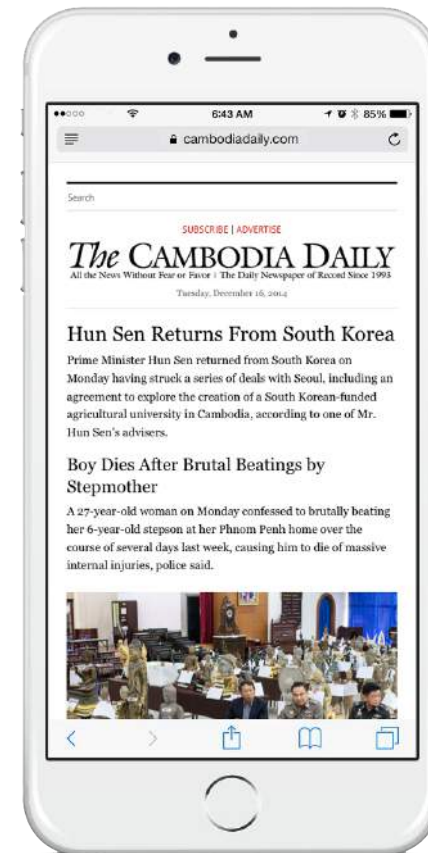 6:43 AM
85%
cambodiadaily.com
Search
SUBSCRIBE | ADVERTISE
The CAMBODIA DAILY
All the News Without Fear or Favor | The Daily Newspaper of Record Since 1993
Tuesday, December 16, 2014
Hun Sen Returns From South Korea
Prime Minister Hun Sen returned from South Korea on
Monday having struck a series of deals with Seoul, including an
agreement to explore the creation of a South Korean-funded
agricultural university in Cambodia, according to one of Mr.
Hun Sen's advisers.
Boy Dies After Brutal Beatings by
Stepmother
A 27-year-old woman on Monday confessed to brutally beating
her 6-year-old stepson at her Phnom Penh home over the
course of several days last week, causing him to die of massive
internal injuries, police said.